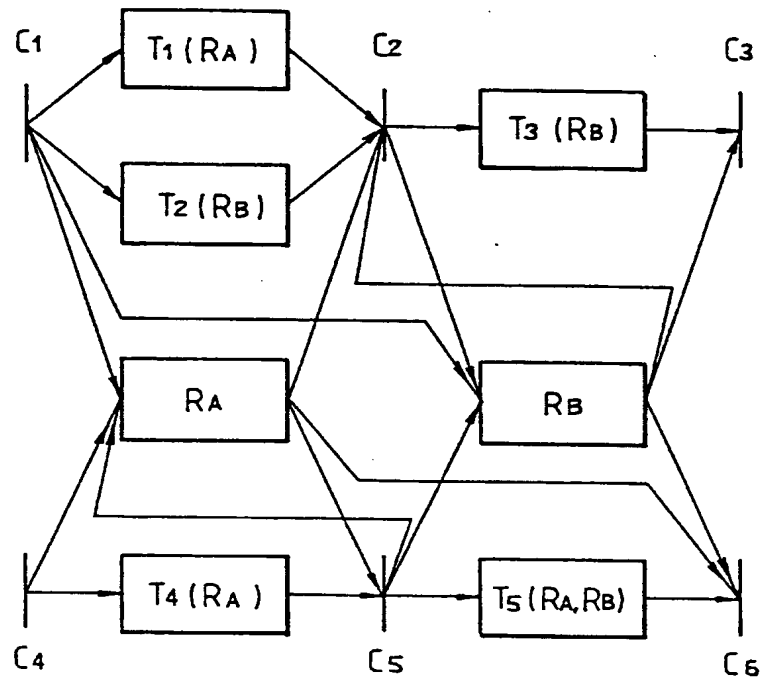 C1
T1 (RA)
C2
C3
T3 (RB)
T2 (RB)
RA
RB
T4 (RA)
T5 (RA, RB)
C4
C5
C6